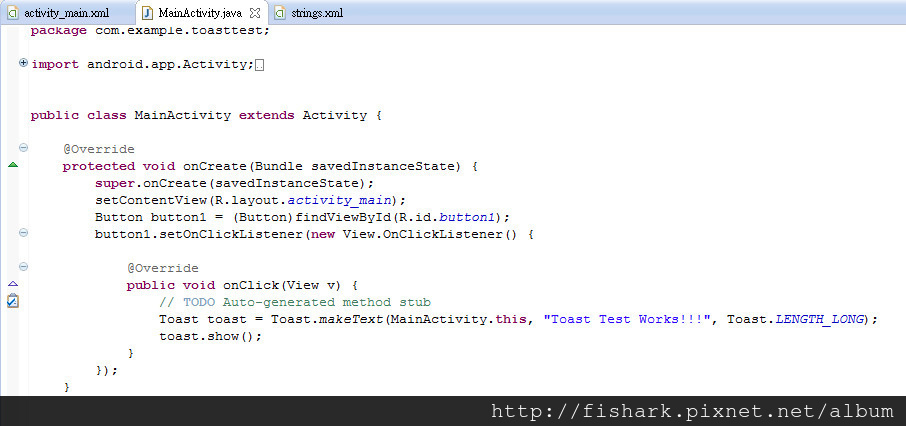 activity_main.xml MainActivity.java strings.xml
package com.example.toasttest;
import android.app.Activity;
public class MainActivity extends Activity {
@Override
protected void onCreate(Bundle savedInstanceState) {
super.onCreate(savedInstanceState);
setContentView(R.layout.activity_main);
Button button1 = (Button)findViewById(R.id.button1);
button1.setOnClickListener(new View.OnClickListener() {
@Override
public void onClick(View v) {
// TODO Auto-generated method stub
Toast toast = Toast.makeText(MainActivity.this, "Toast Test Works!!!", Toast.LENGTH_LONG);
toast.show();
}
});
}
http://fishark.pixnet.net/album